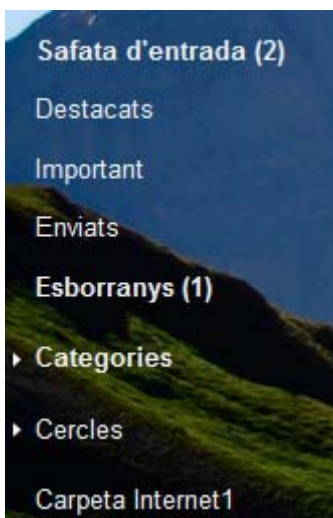 Safata d'entrada (2)
Destacats
Important
Enviats
Esborranys (1)
Categories
Cercles
Carpeta Internet1